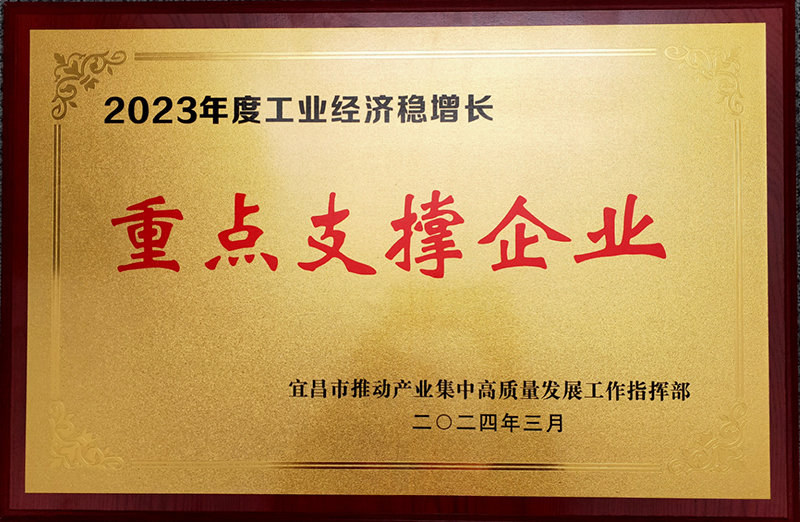 2023年度工业经济稳增长
重点支撑企业
宜昌市推动产业集中高质量发展工作指挥部
二〇二四年三月